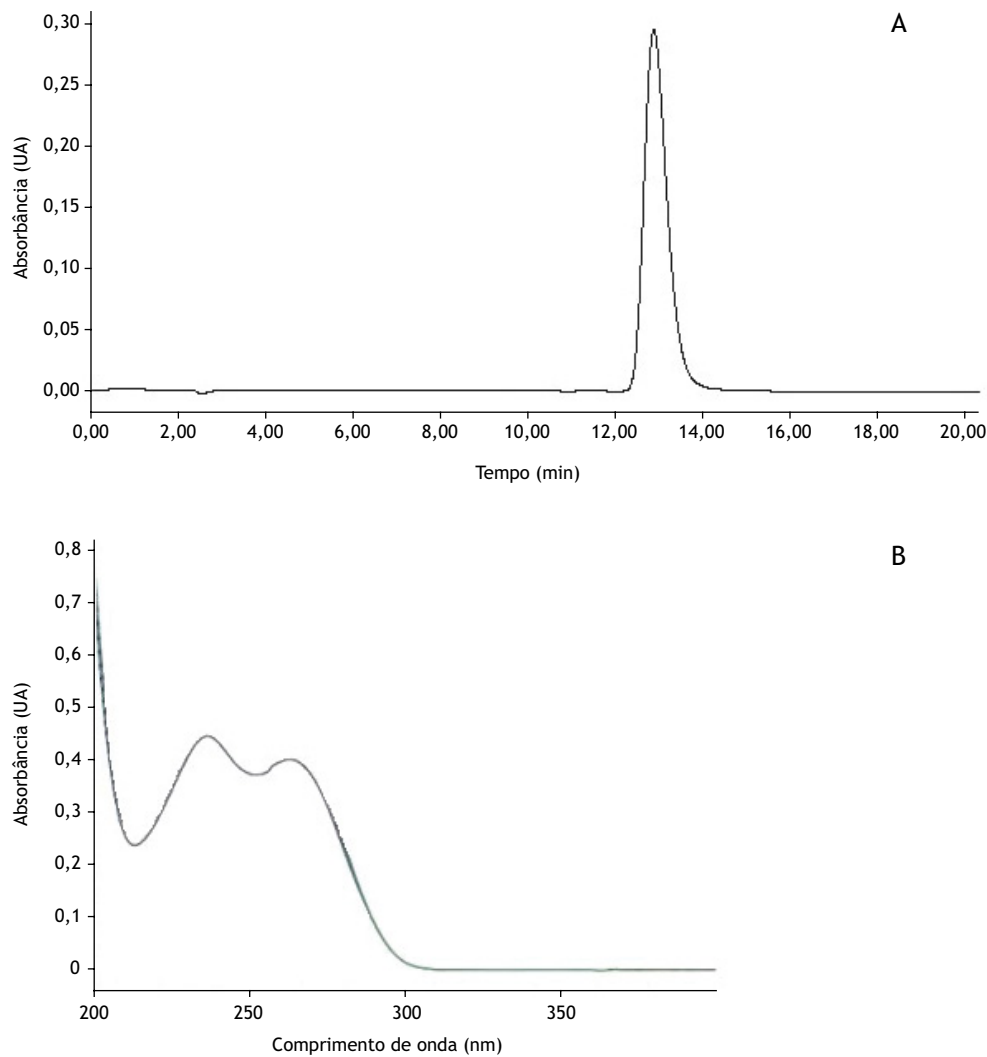 A
Absorbância (UA)
0,30
0,25
0,20
0,15
0,10
0,05
0,00
0,00 2,00 4,00 6,00 8,00 10,00 12,00 14,00 16,00 18,00 20,00
Tempo (min)
B
Absorbância (UA)
0,8
0,7
0,6
0,5
0,4
0,3
0,2
0,1
0
200 250 300 350
Comprimento de onda (nm)